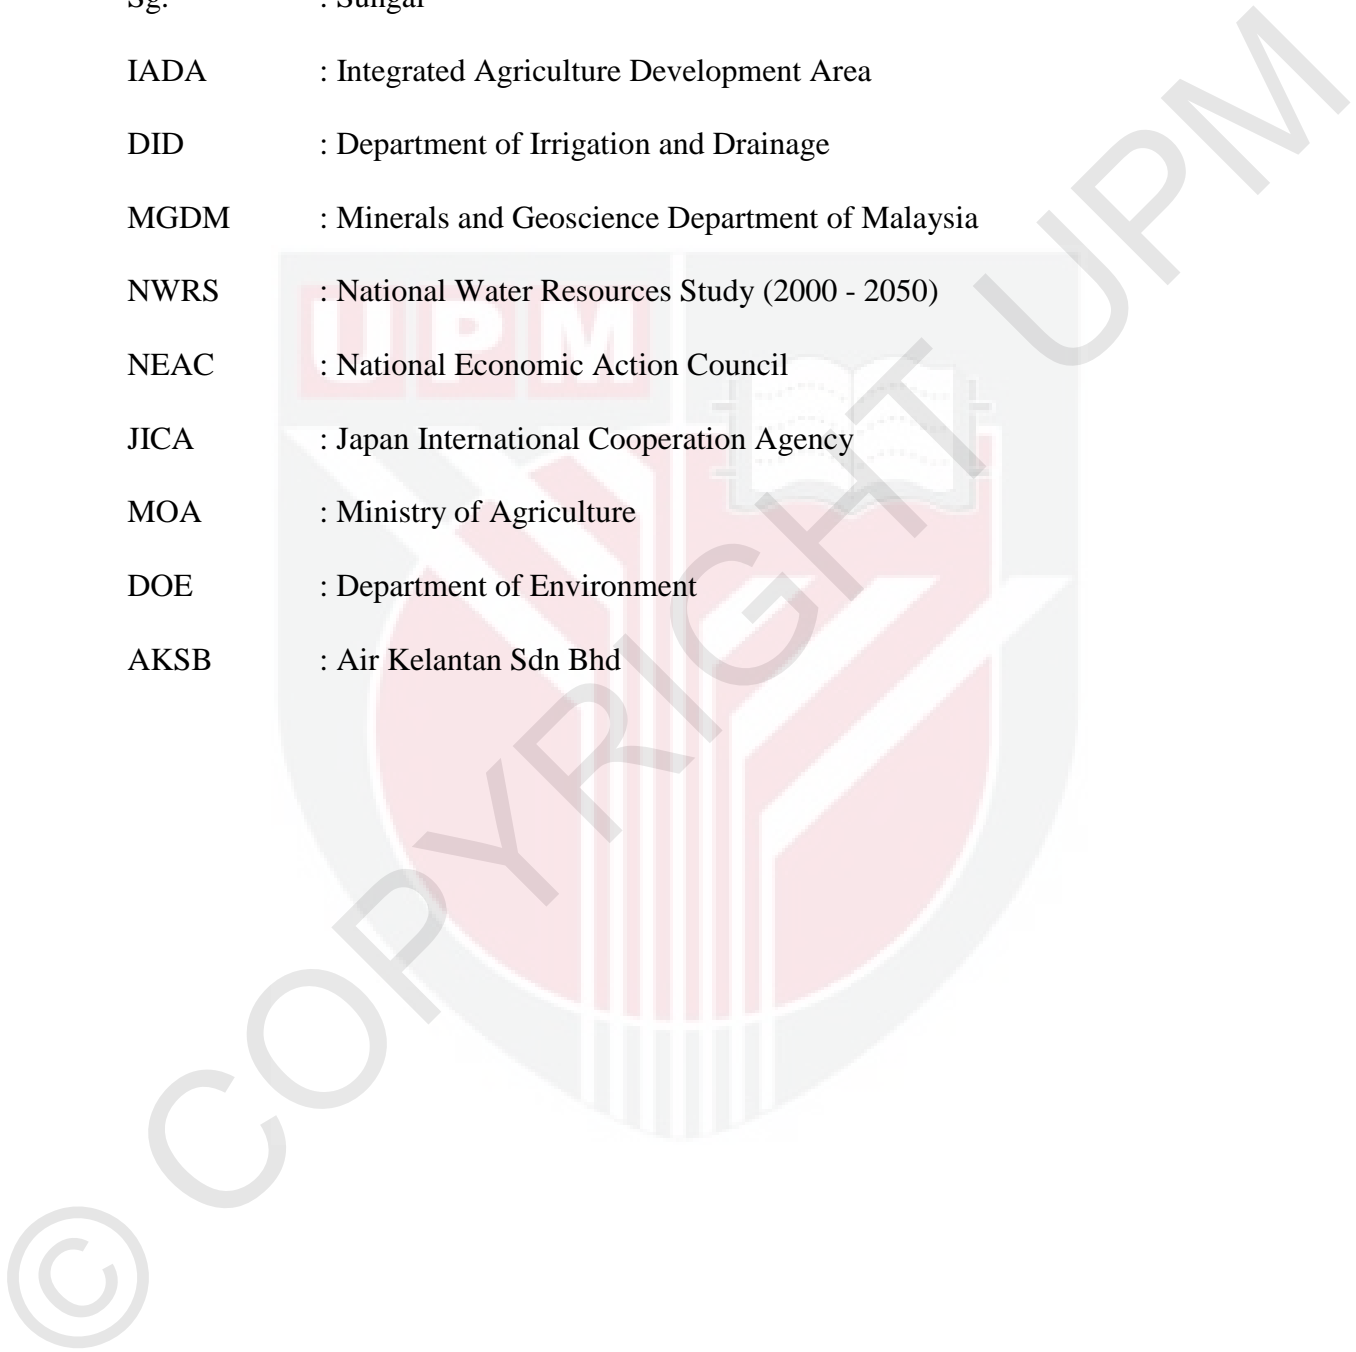 Sg. : Sungai
IADA : Integrated Agriculture Development Area
DID : Department of Irrigation and Drainage
MGDM : Minerals and Geoscience Department of Malaysia
NWRS : National Water Resources Study (2000 - 2050)
NEAC : National Economic Action Council
JICA : Japan International Cooperation Agency
MOA : Ministry of Agriculture
DOE : Department of Environment
AKSB : Air Kelantan Sdn Bhd
UPM
© COPYRIGHT UPM